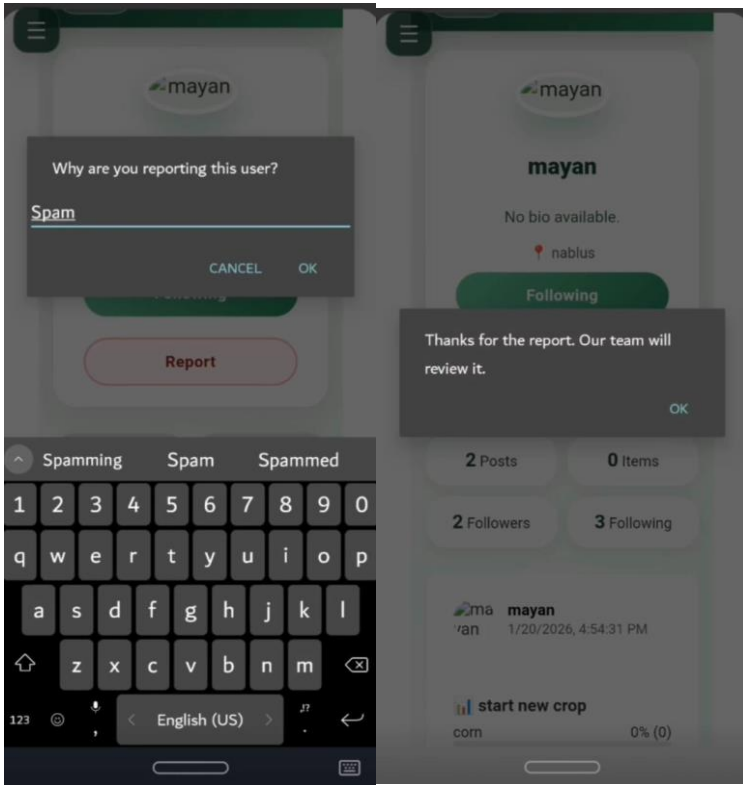 mayan
Why are you reporting this user?
Spam
CANCEL OK
Report
Spamming Spam Spammed
1 2 3 4 5 6 7 8 9 0
q w e r t y u i o p
a s d f g h j k l
z x c v b n m
123 , English (US) .
mayan
mayan
No bio available.
📍 nablus
Following
Thanks for the report. Our team will
review it.
OK
2 Posts 0 Items
2 Followers 3 Following
ma
yan
mayan
1/20/2026, 4:54:31 PM
📊 start new crop
corn 0% (0)